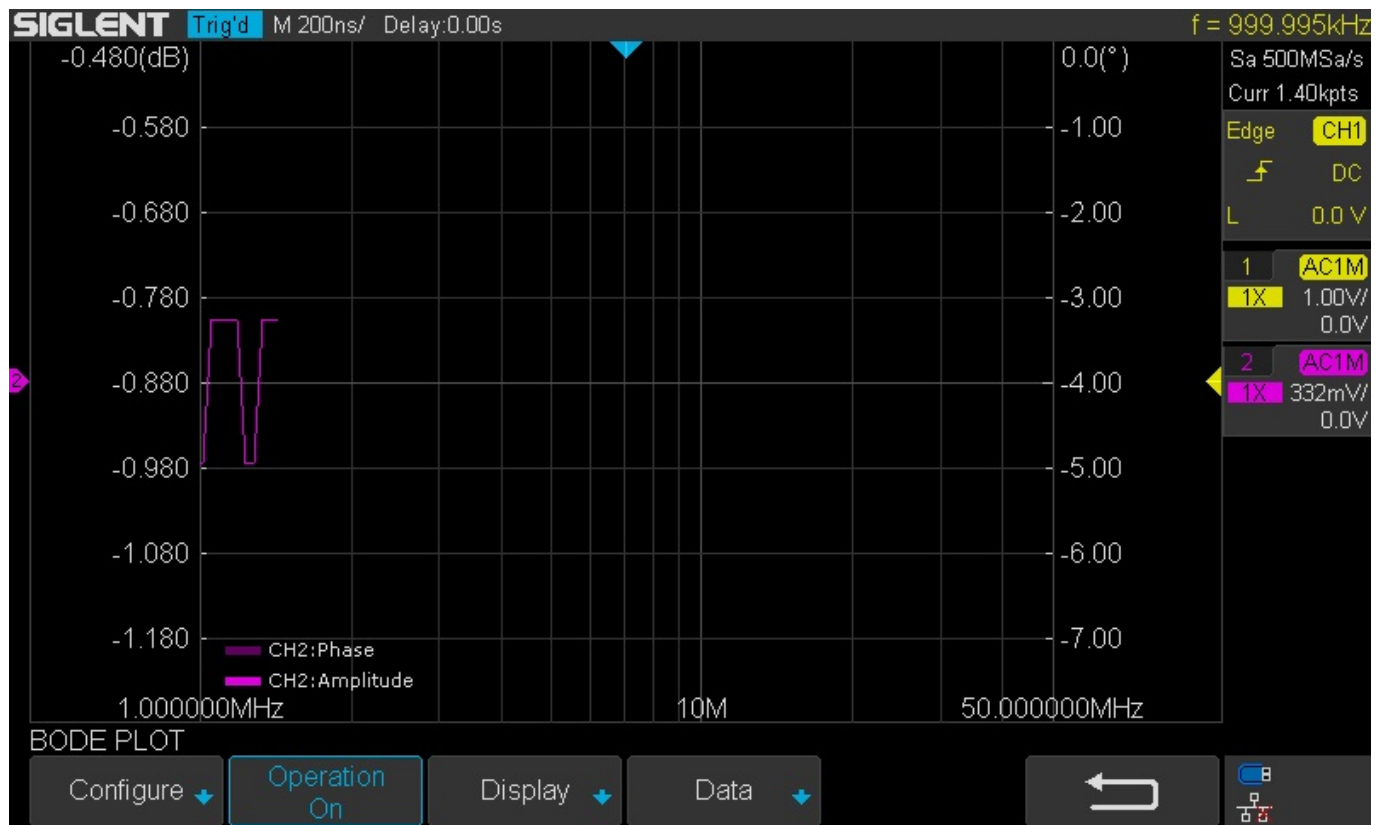 SIGLENT Trig'd M 200ns/ Delay:0.00s f = 999.995kHz
-0.480(dB) 0.0(°) Sa 500MSa/s
Curr 1.40kpts
-0.580 -1.00 Edge CH1
DC
-0.680 -2.00 L 0.0 V
1 AC1M
-0.780 -3.00 1X 1.00V/
0.0V
2 AC1M
2 -0.880 -4.00 1X 332mV/
0.0V
-0.980 -5.00
-1.080 -6.00
-1.180 -7.00
CH2:Phase
CH2:Amplitude
1.000000MHz 10M 50.000000MHz
BODE PLOT
Configure Operation On Display Data